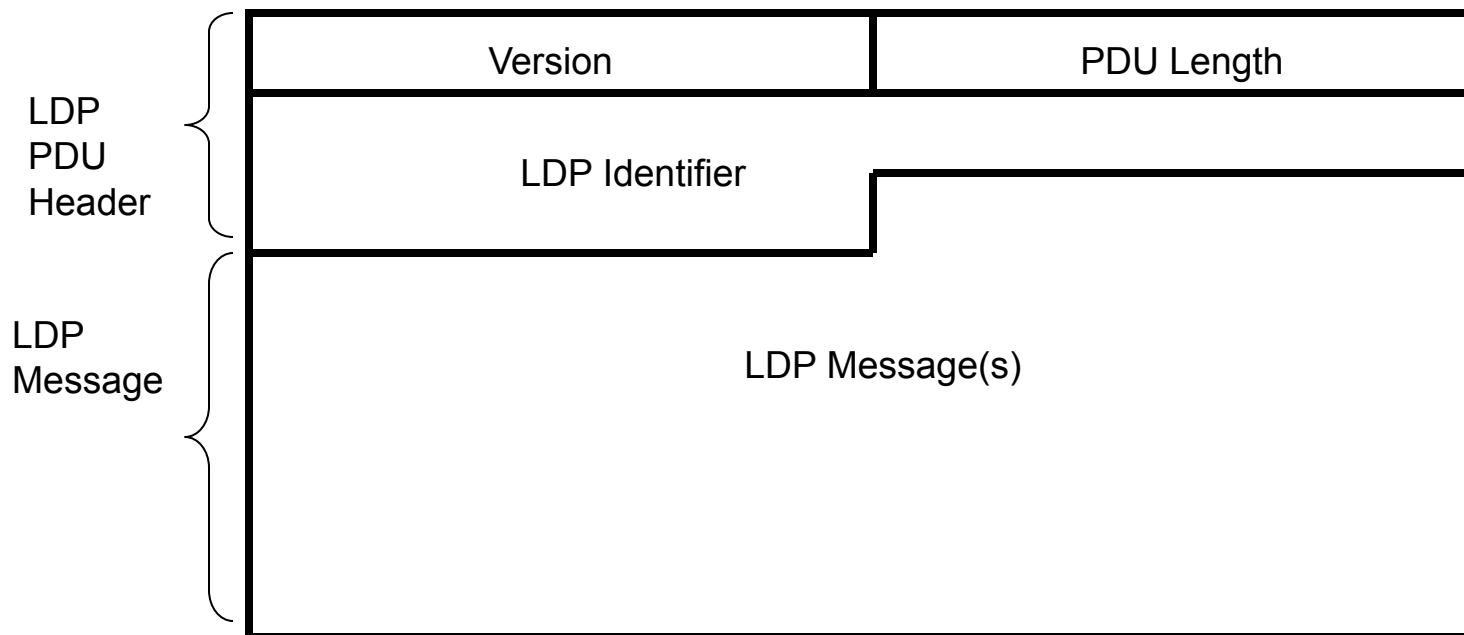 Version
PDU Length
LDP
PDU
Header
LDP Identifier
LDP
Message
LDP Message(s)